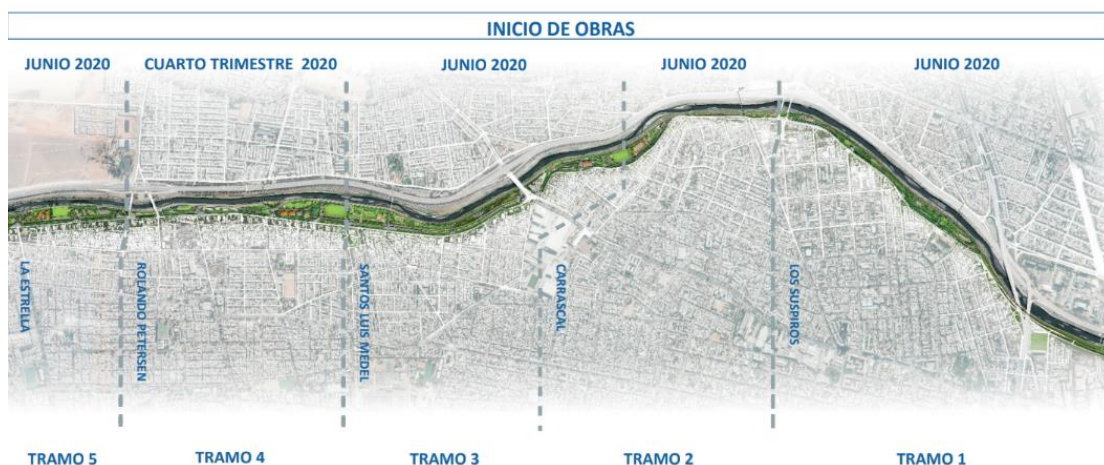 INICIO DE OBRAS
JUNIO 2020
CUARTO TRIMESTRE 2020
JUNIO 2020
JUNIO 2020
JUNIO 2020
LA ESTRELLA
ROLANDO PETERSEN
SANTOS LUIS MEDEL
CARRASCAL
LOS SUSPIROS
TRAMO 5
TRAMO 4
TRAMO 3
TRAMO 2
TRAMO 1